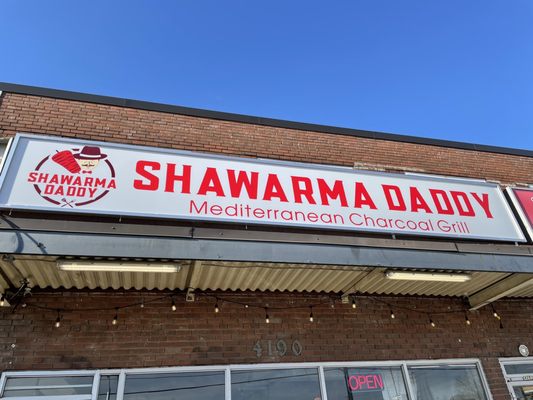 SHAWARMA
DADDY
SHAWARMA DADDY
Mediterranean Charcoal Grill
4190
OPEN